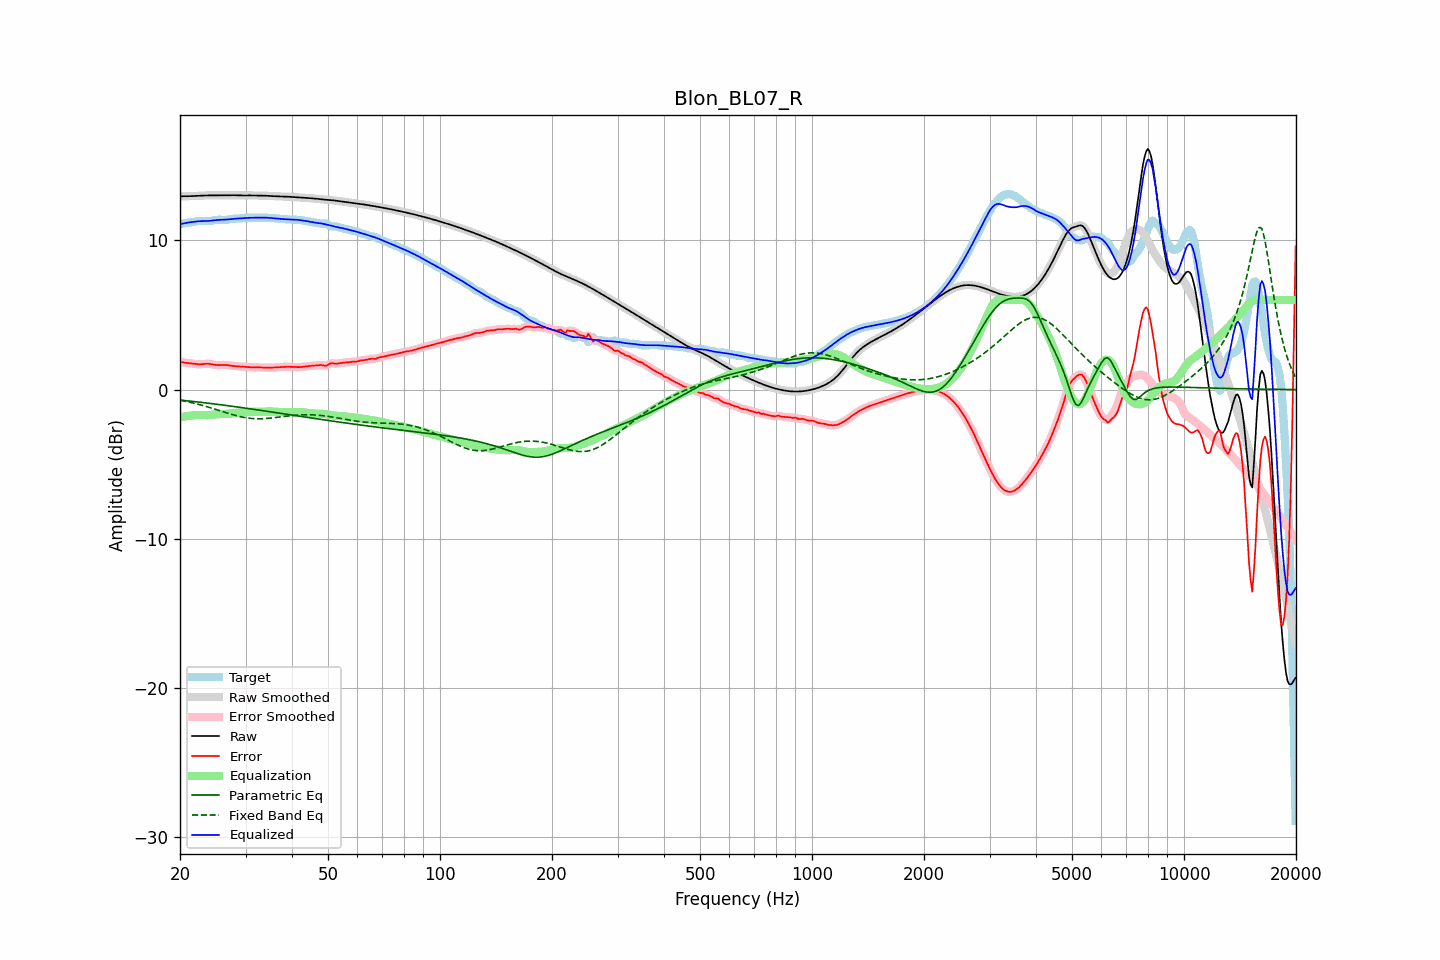 Blon_BL07_R
Amplitude (dBr)
10
0
−10
−20
−30
Target
Raw Smoothed
Error Smoothed
Raw
Error
Equalization
Parametric Eq
Fixed Band Eq
Equalized
20 50 100 200 500 1000 2000 5000 10000 20000
Frequency (Hz)